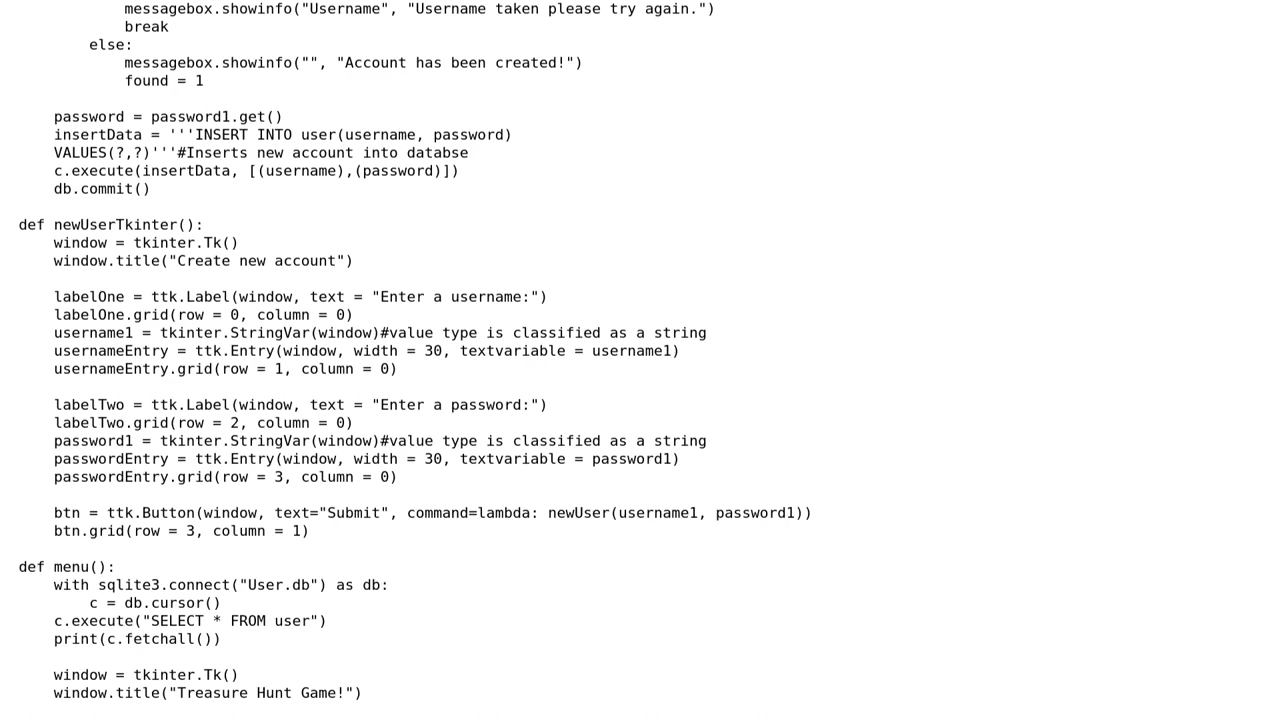 messagebox.showinfo("Username", "Username taken please try again.")
break
else:
messagebox.showinfo("", "Account has been created!")
found = 1
password = password1.get()
insertData = '''INSERT INTO user(username, password)
VALUES(?,?)'''#Inserts new account into databse
c.execute(insertData, [(username),(password)])
db.commit()
def newUserTkinter():
window = tkinter.Tk()
window.title("Create new account")
labelOne = ttk.Label(window, text = "Enter a username:")
labelOne.grid(row = 0, column = 0)
username1 = tkinter.StringVar(window)#value type is classified as a string
usernameEntry = ttk.Entry(window, width = 30, textvariable = username1)
usernameEntry.grid(row = 1, column = 0)
labelTwo = ttk.Label(window, text = "Enter a password:")
labelTwo.grid(row = 2, column = 0)
password1 = tkinter.StringVar(window)#value type is classified as a string
passwordEntry = ttk.Entry(window, width = 30, textvariable = password1)
passwordEntry.grid(row = 3, column = 0)
btn = ttk.Button(window, text="Submit", command=lambda: newUser(username1, password1))
btn.grid(row = 3, column = 1)
def menu():
with sqlite3.connect("User.db") as db:
c = db.cursor()
c.execute("SELECT * FROM user")
print(c.fetchall())
window = tkinter.Tk()
window.title("Treasure Hunt Game!")